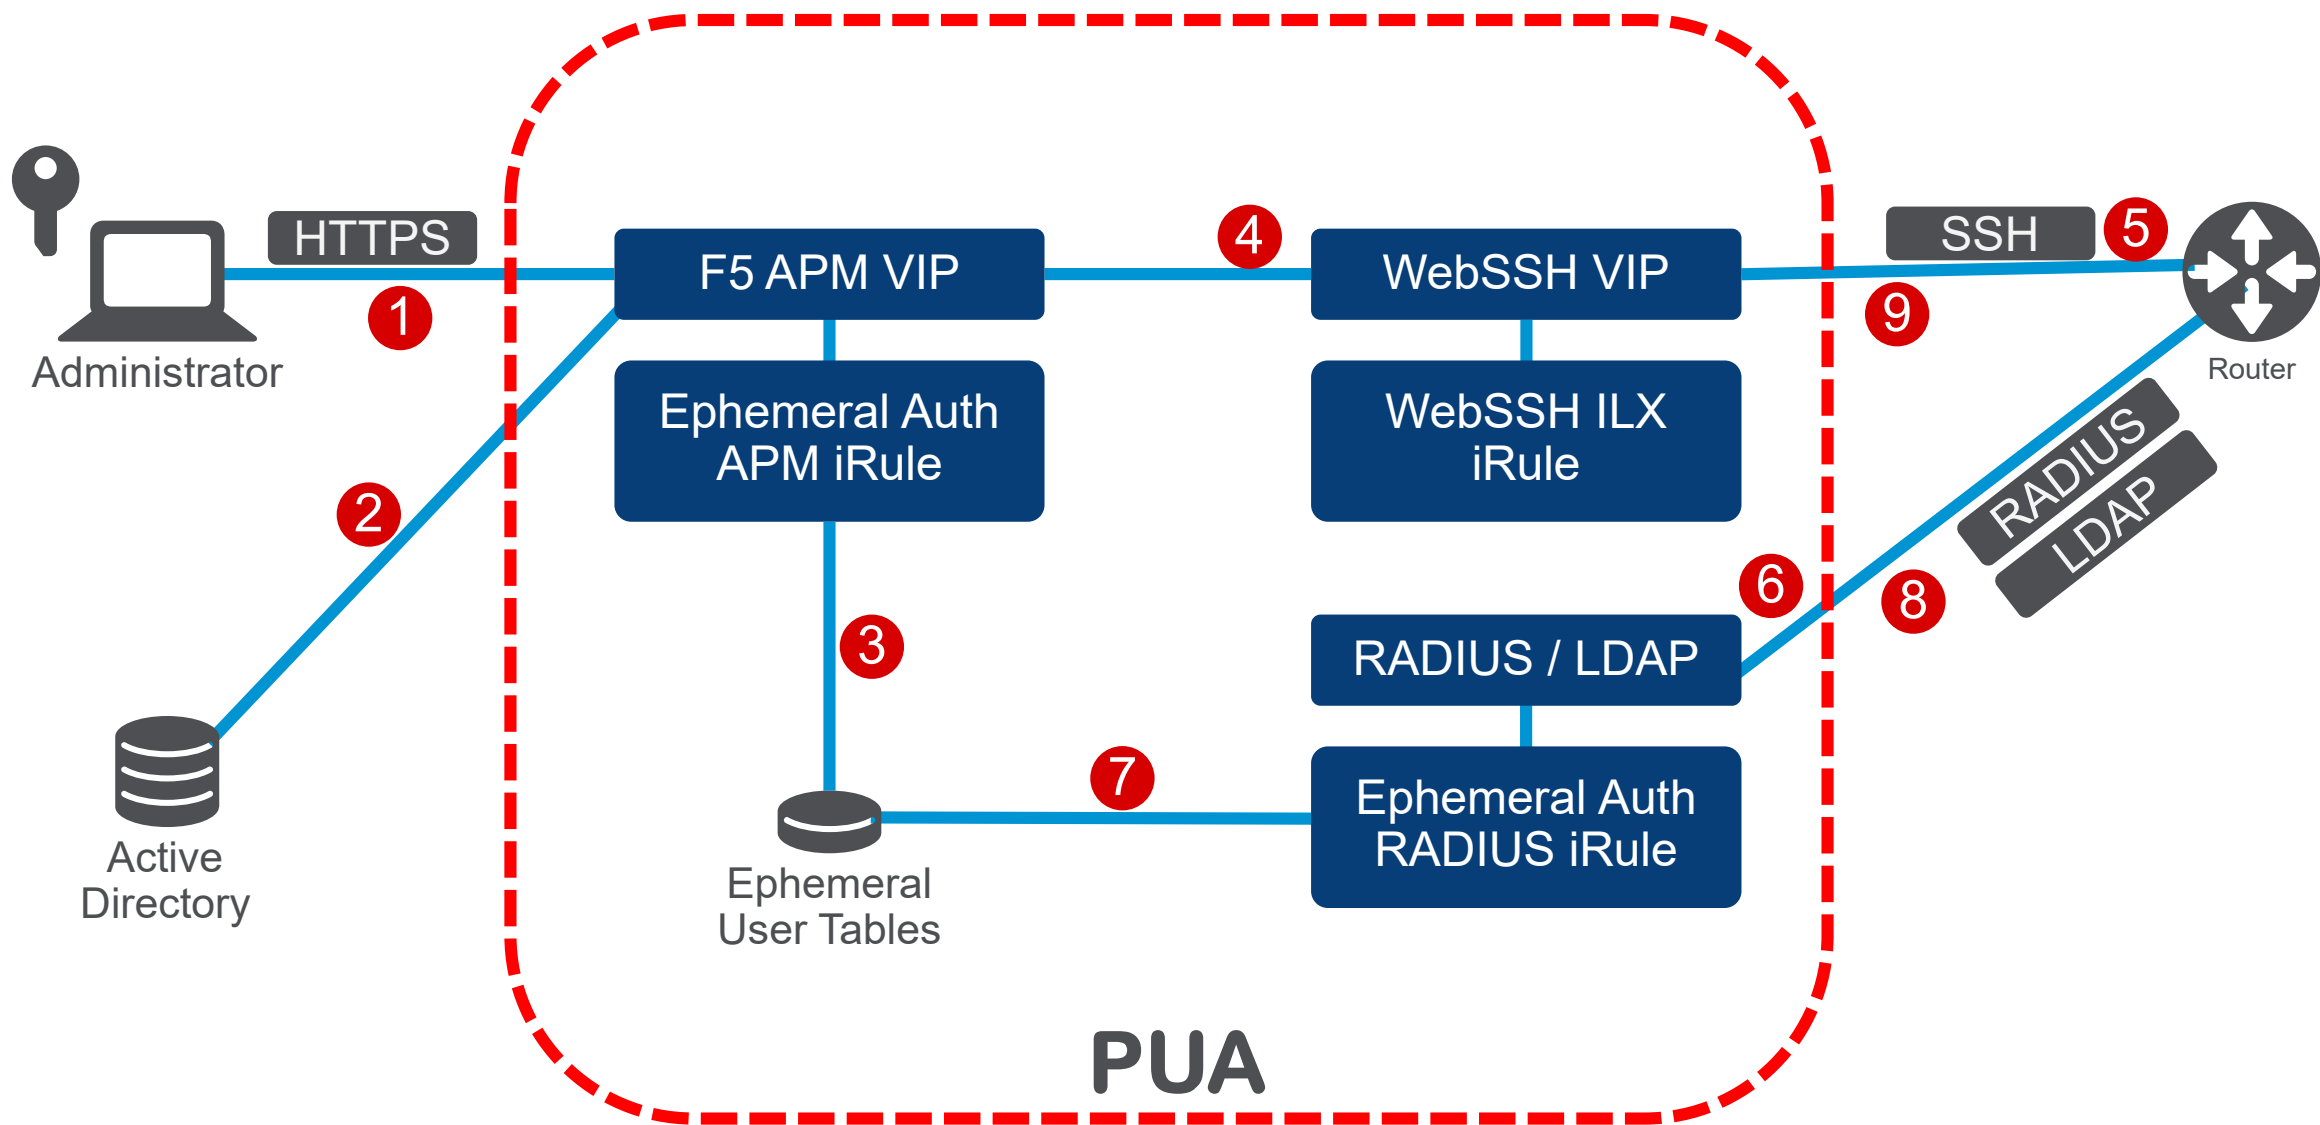 HTTPS
1
Administrator
2
Active
Directory
F5 APM VIP
Ephemeral Auth
APM iRule
3
Ephemeral
User Tables
4
WebSSH VIP
WebSSH ILX
iRule
SSH
5
9
Router
RADIUS
LDAP
6
8
RADIUS / LDAP
7
Ephemeral Auth
RADIUS iRule
PUA